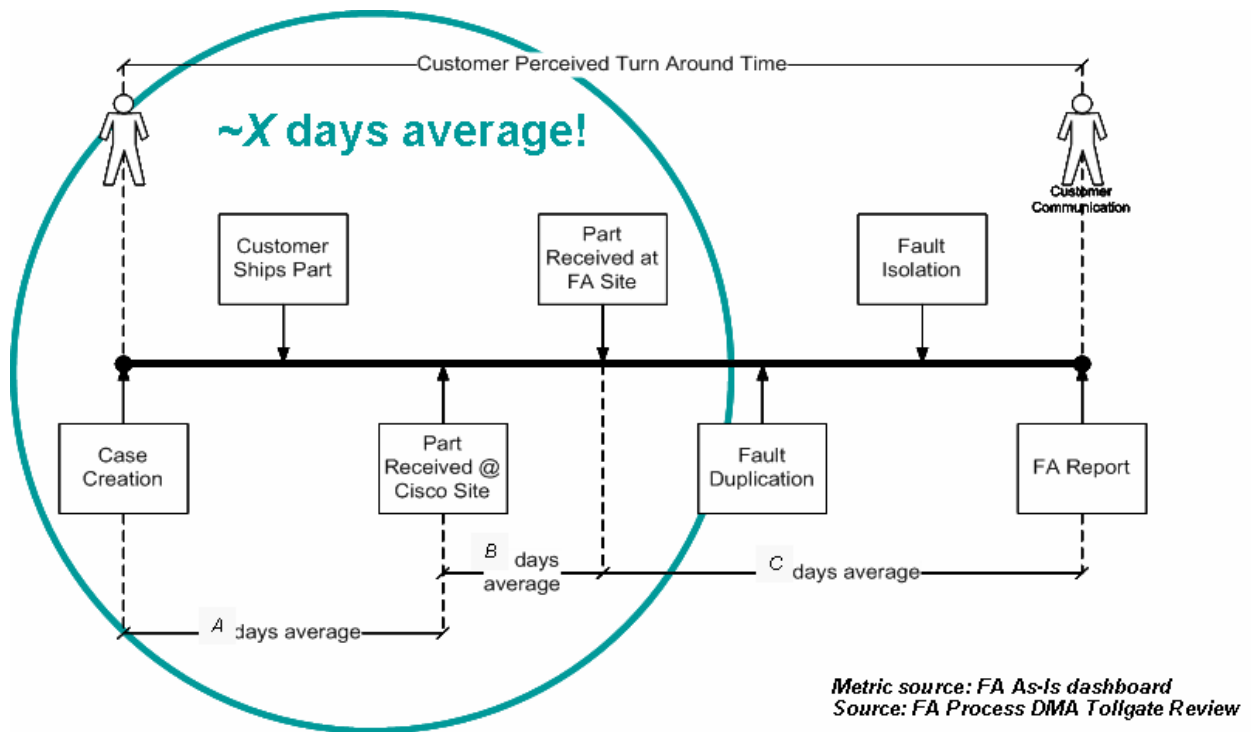 Customer Perceived Turn Around Time
~X days average!
Customer
Communication
Customer
Ships Part
Part
Received at
FA Site
Fault
Isolation
Case
Creation
Part
Received @
Cisco Site
Fault
Duplication
FA Report
B days
average
C days average
A days average
Metric source: FA As-Is dashboard
Source: FA Process DMA Tollgate Review